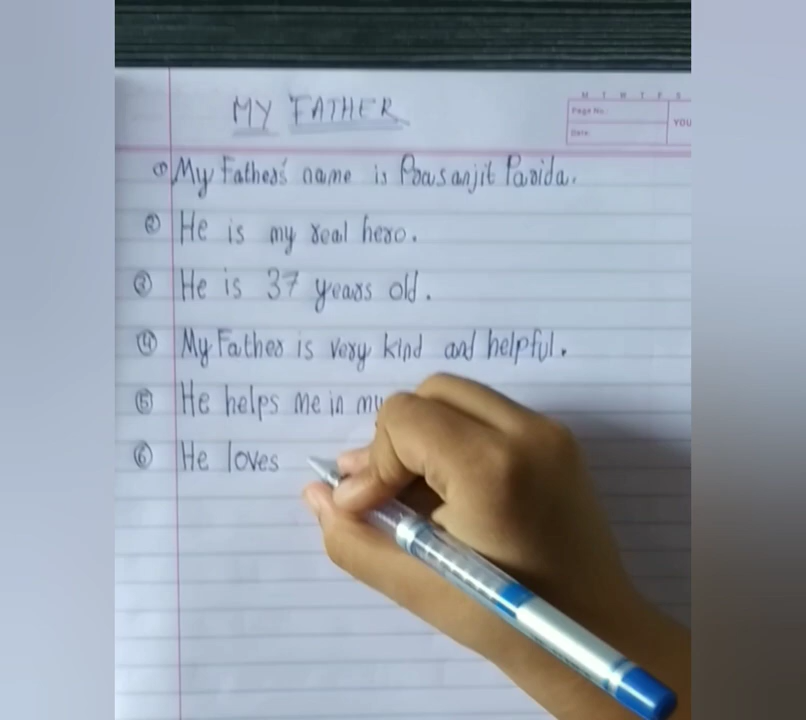 MY FATHER
M T W T F S
Page No.:
Date:
YOU
① My Father's name is Prasanjit Parida.
② He is my real hero.
③ He is 37 years old.
④ My Father is very kind and helpful.
⑤ He helps me in my
⑥ He loves